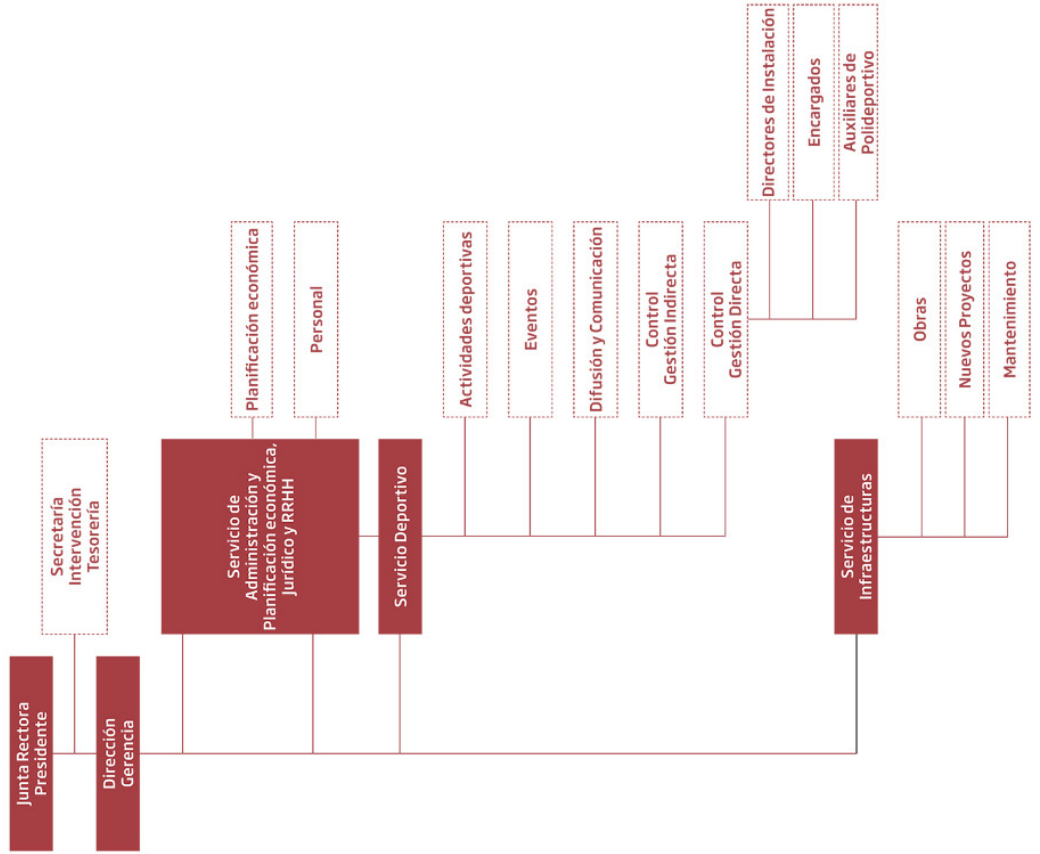 Junta Rectora
Presidente
Secretaría
Intervención
Tesorería
Dirección
Gerencia
Servicio de
Administración y
Planificación económica,
Jurídico y RRHH
Planificación económica
Personal
Servicio Deportivo
Actividades deportivas
Eventos
Difusión y Comunicación
Control
Gestión Indirecta
Control
Gestión Directa
Directores de Instalación
Encargados
Auxiliares de
Polideportivo
Servicio de
Infraestructuras
Obras
Nuevos Proyectos
Mantenimiento